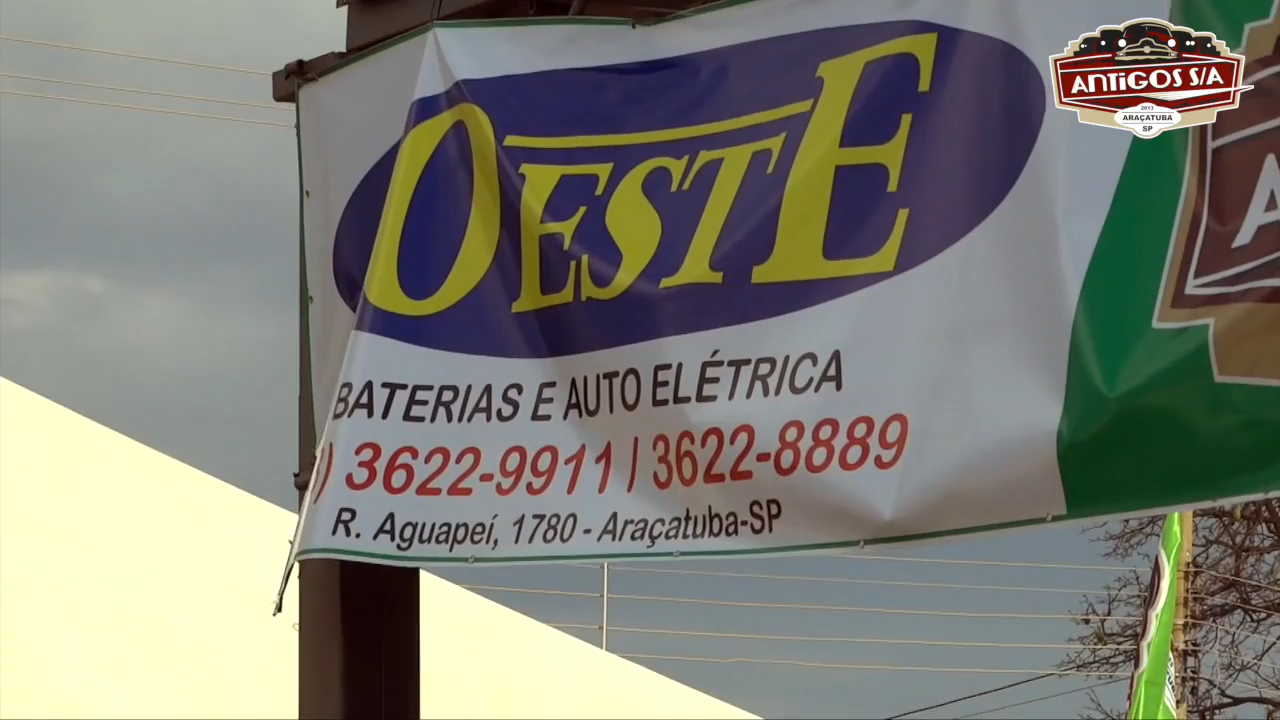 ANTiGOS S/A
2013
ARAÇATUBA
SP
OESTE
BATERIAS E AUTO ELÉTRICA
) 3622-9911 / 3622-8889
R. Aguapeí, 1780 - Araçatuba-SP
A